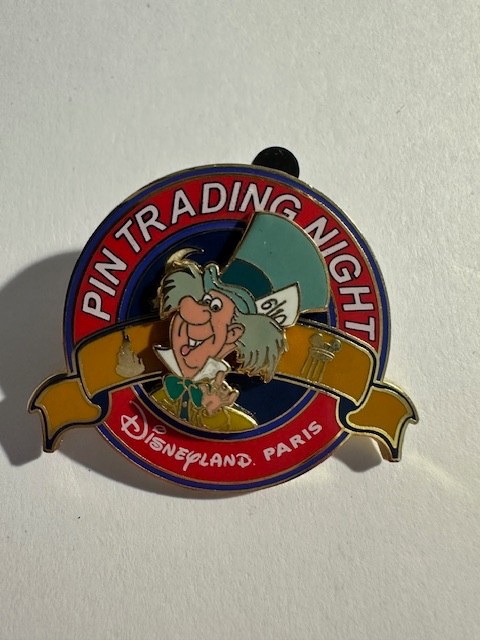 PIN TRADING NIGHT
10/6
DISNEYLAND PARIS